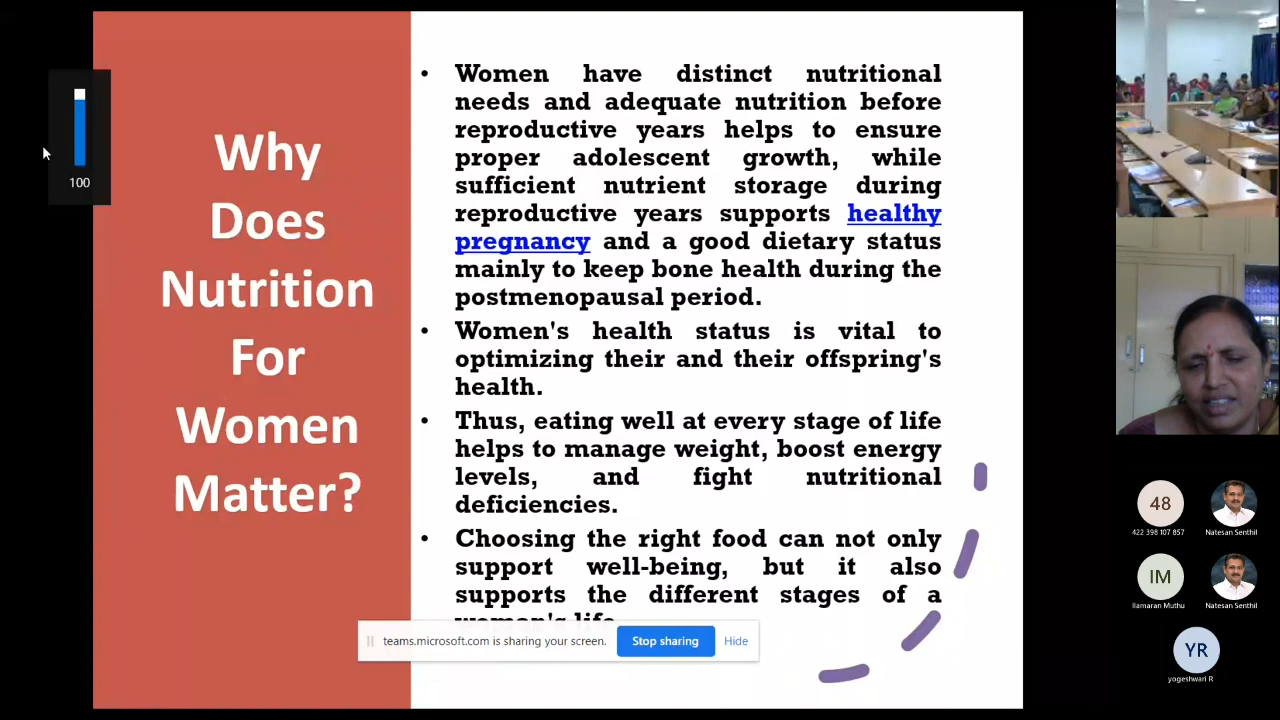 Why
Does
Nutrition
For
Women
Matter?
100
• Women have distinct nutritional
needs and adequate nutrition before
reproductive years helps to ensure
proper adolescent growth, while
sufficient nutrient storage during
reproductive years supports healthy
pregnancy and a good dietary status
mainly to keep bone health during the
postmenopausal period.
• Women's health status is vital to
optimizing their and their offspring's
health.
• Thus, eating well at every stage of life
helps to manage weight, boost energy
levels, and fight nutritional
deficiencies.
• Choosing the right food can not only
support well-being, but it also
supports the different stages of a
woman's life
teams.microsoft.com is sharing your screen.
Stop sharing
Hide
48
422 398 107 857
Natesan Senthil
IM
Ilamaran Muthu
Natesan Senthil
YR
yogeshwari R